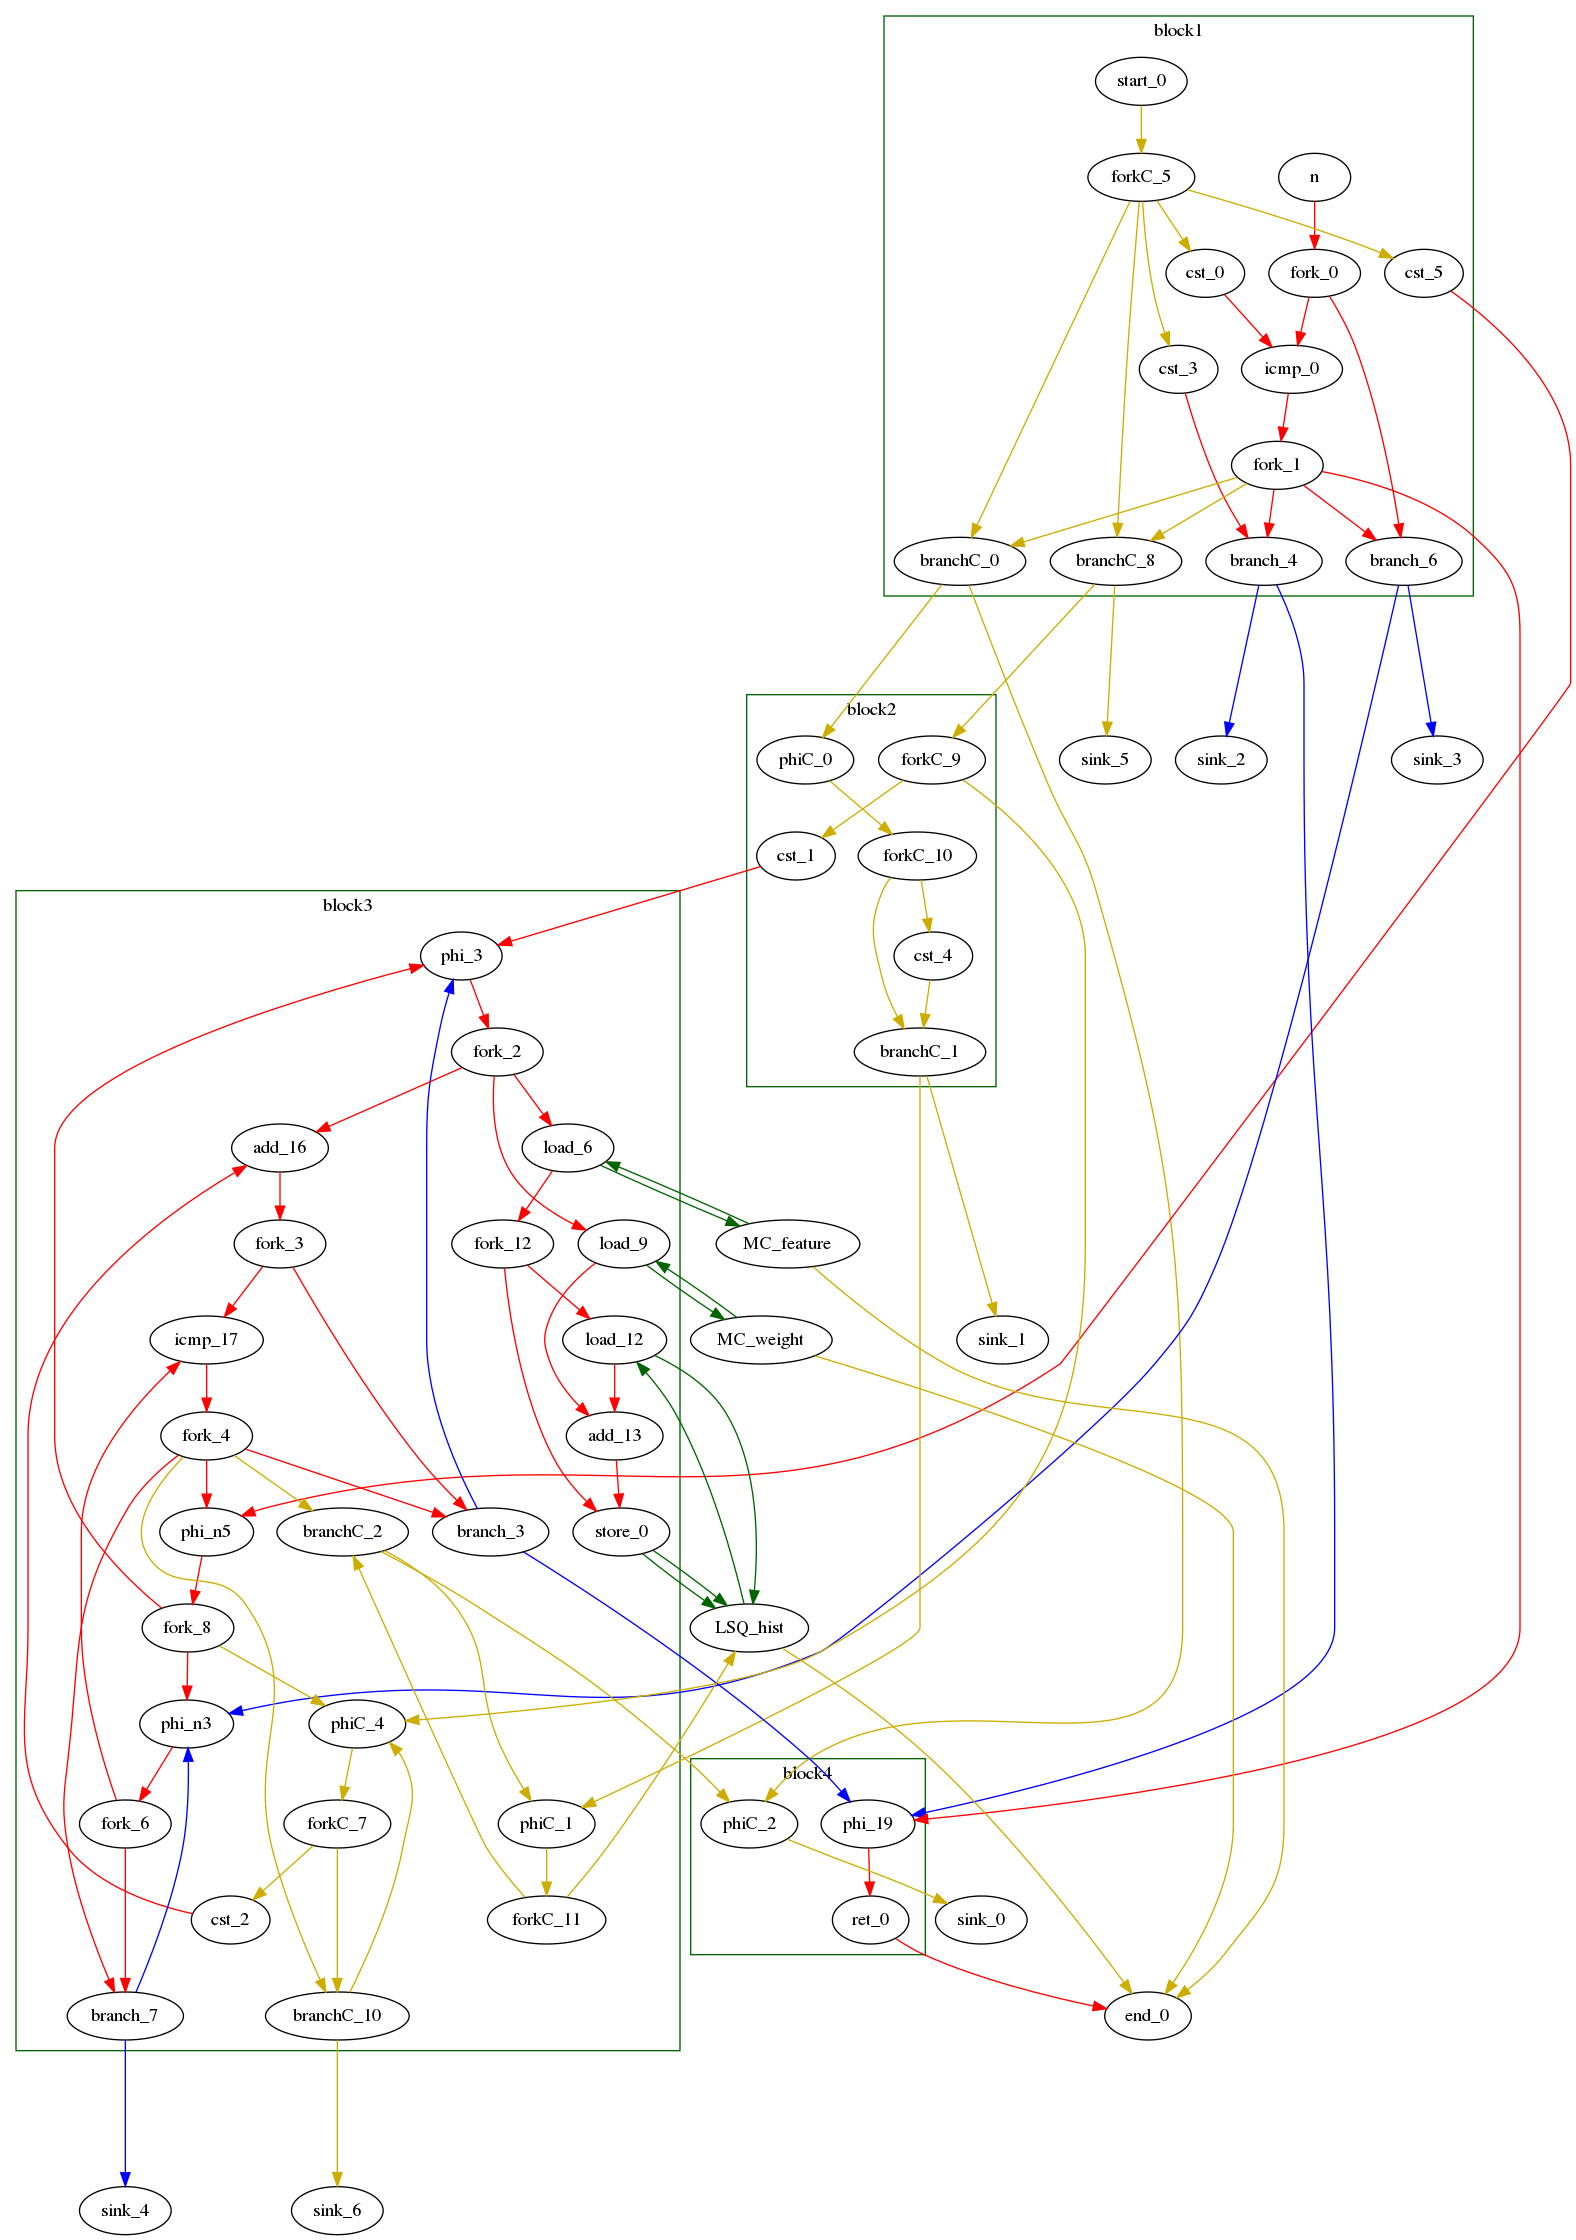 block1
start_0
forkC_5
n
cst_0
fork_0
cst_5
cst_3
icmp_0
fork_1
branchC_0
branchC_8
branch_4
branch_6
block2
phiC_0
forkC_9
sink_5
sink_2
sink_3
cst_1
forkC_10
block3
phi_3
cst_4
fork_2
branchC_1
add_16
load_6
fork_3
fork_12
load_9
MC_feature
icmp_17
load_12
MC_weight
sink_1
fork_4
add_13
phi_n5
branchC_2
branch_3
store_0
fork_8
LSQ_hist
phi_n3
phiC_4
block4
fork_6
forkC_7
phiC_1
phiC_2
phi_19
cst_2
forkC_11
ret_0
sink_0
branch_7
branchC_10
end_0
sink_4
sink_6